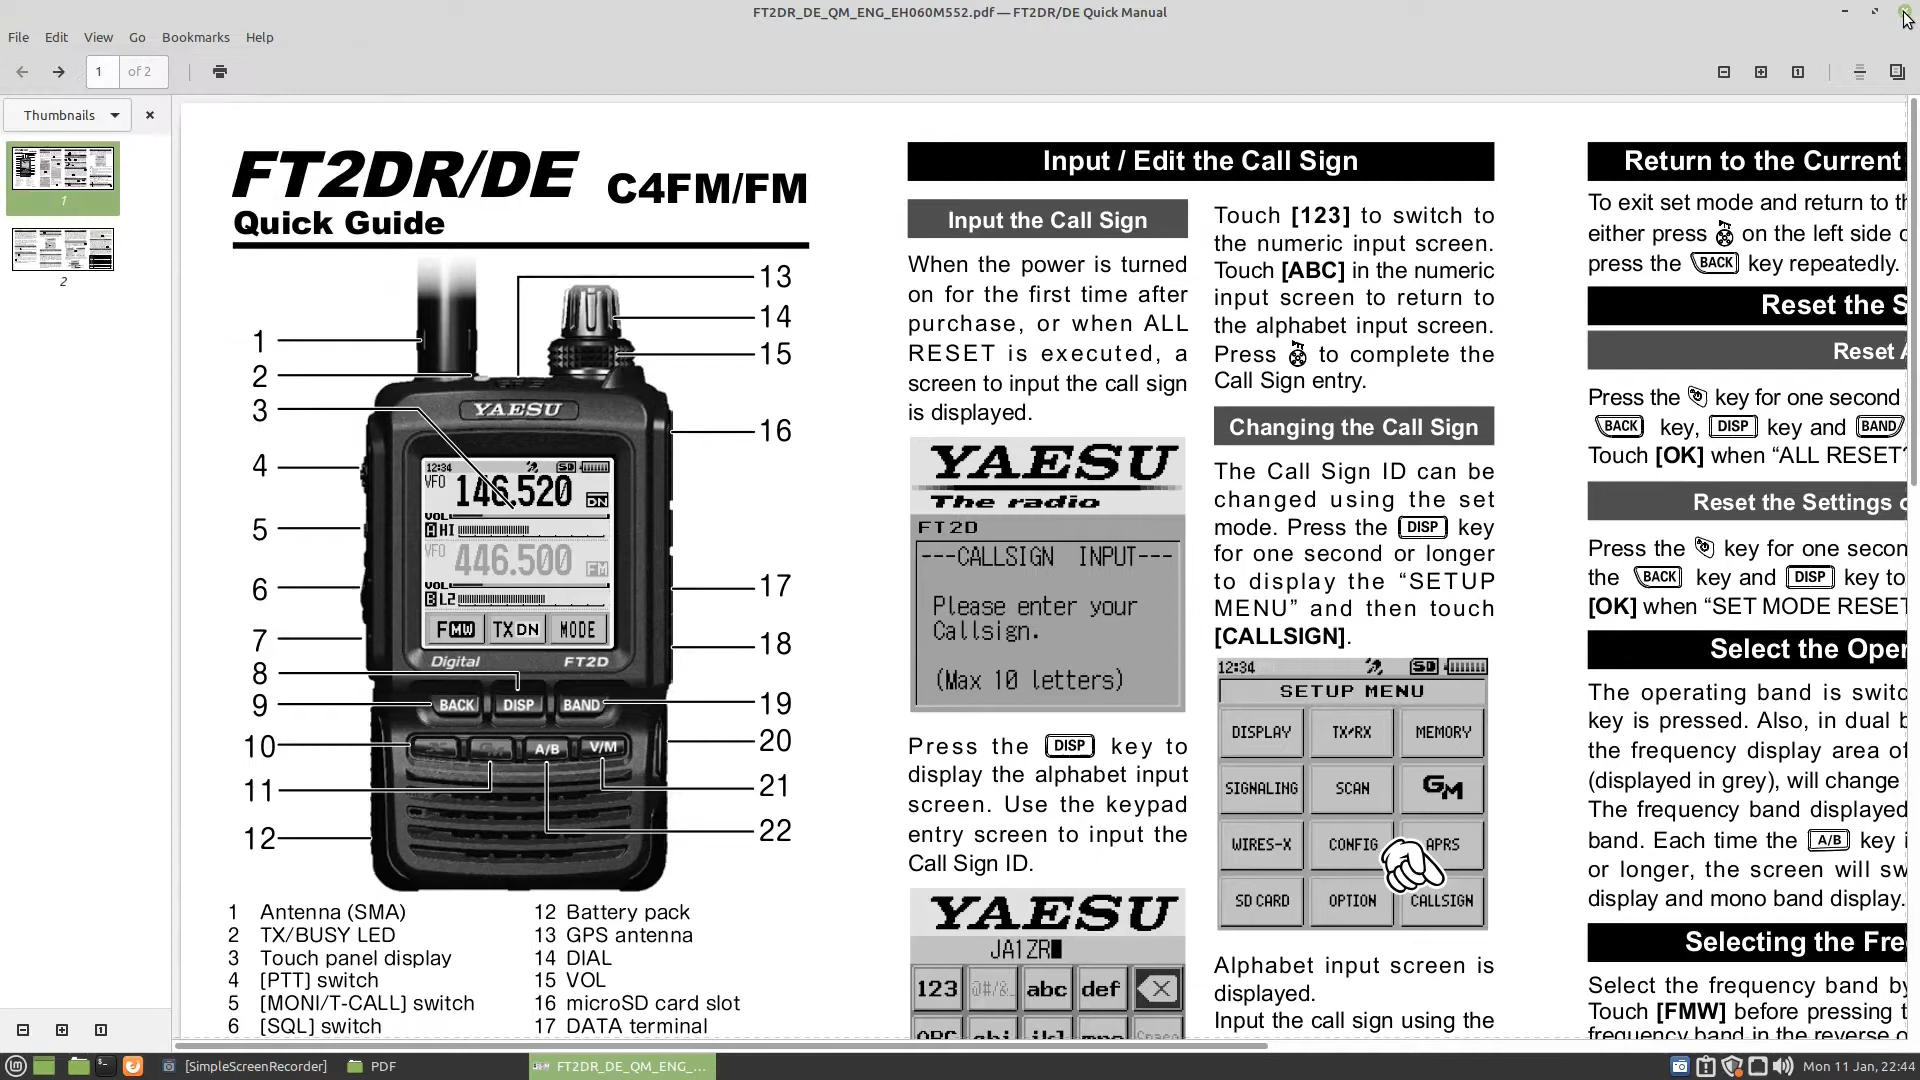 FT2DR_DE_QM_ENG_EH060M552.pdf — FT2DR/DE Quick Manual
File Edit View Go Bookmarks Help
1 of 2
Thumbnails
1
2
FT2DR/DE C4FM/FM
Quick Guide
1
2
3
4
5
6
7
8
9
10
11
12
13
14
15
16
17
18
19
20
21
22
YAESU
12:34 SD
VFO 146.520 DN
VOL
A HI
VFO 446.500 FM
VOL
B L2
F MW TX DN MODE
Digital FT2D
BACK DISP BAND
GM A/B V/M
1 Antenna (SMA)
2 TX/BUSY LED
3 Touch panel display
4 [PTT] switch
5 [MONI/T-CALL] switch
6 [SQL] switch
12 Battery pack
13 GPS antenna
14 DIAL
15 VOL
16 microSD card slot
17 DATA terminal
Input / Edit the Call Sign
Input the Call Sign
When the power is turned
on for the first time after
purchase, or when ALL
RESET is executed, a
screen to input the call sign
is displayed.
YAESU
The radio
FT2D
---CALLSIGN INPUT---
Please enter your
Callsign.
(Max 10 letters)
Press the DISP key to
display the alphabet input
screen. Use the keypad
entry screen to input the
Call Sign ID.
YAESU
JA1ZR
123 @#/&. abc def
Touch [123] to switch to
the numeric input screen.
Touch [ABC] in the numeric
input screen to return to
the alphabet input screen.
Press to complete the
Call Sign entry.
Changing the Call Sign
The Call Sign ID can be
changed using the set
mode. Press the DISP key
for one second or longer
to display the “SETUP
MENU” and then touch
[CALLSIGN].
12:34 SD
SETUP MENU
DISPLAY TX/RX MEMORY
SIGNALING SCAN GM
WIRES-X CONFIG APRS
SD CARD OPTION CALLSIGN
Alphabet input screen is
displayed.
Input the call sign using the
Return to the Current
To exit set mode and return to th
either press on the left side o
press the BACK key repeatedly.
Reset the S
Reset A
Press the key for one second
BACK key, DISP key and BAND
Touch [OK] when “ALL RESET?
Reset the Settings o
Press the key for one secon
the BACK key and DISP key to
[OK] when “SET MODE RESET
Select the Oper
The operating band is switc
key is pressed. Also, in dual b
the frequency display area of
(displayed in grey), will change
The frequency band displayed
band. Each time the A/B key i
or longer, the screen will sw
display and mono band display.
Selecting the Fre
Select the frequency band by
Touch [FMW] before pressing t
frequency band in the reverse o
[SimpleScreenRecorder] PDF FT2DR_DE_QM_ENG_... Mon 11 Jan, 22:44